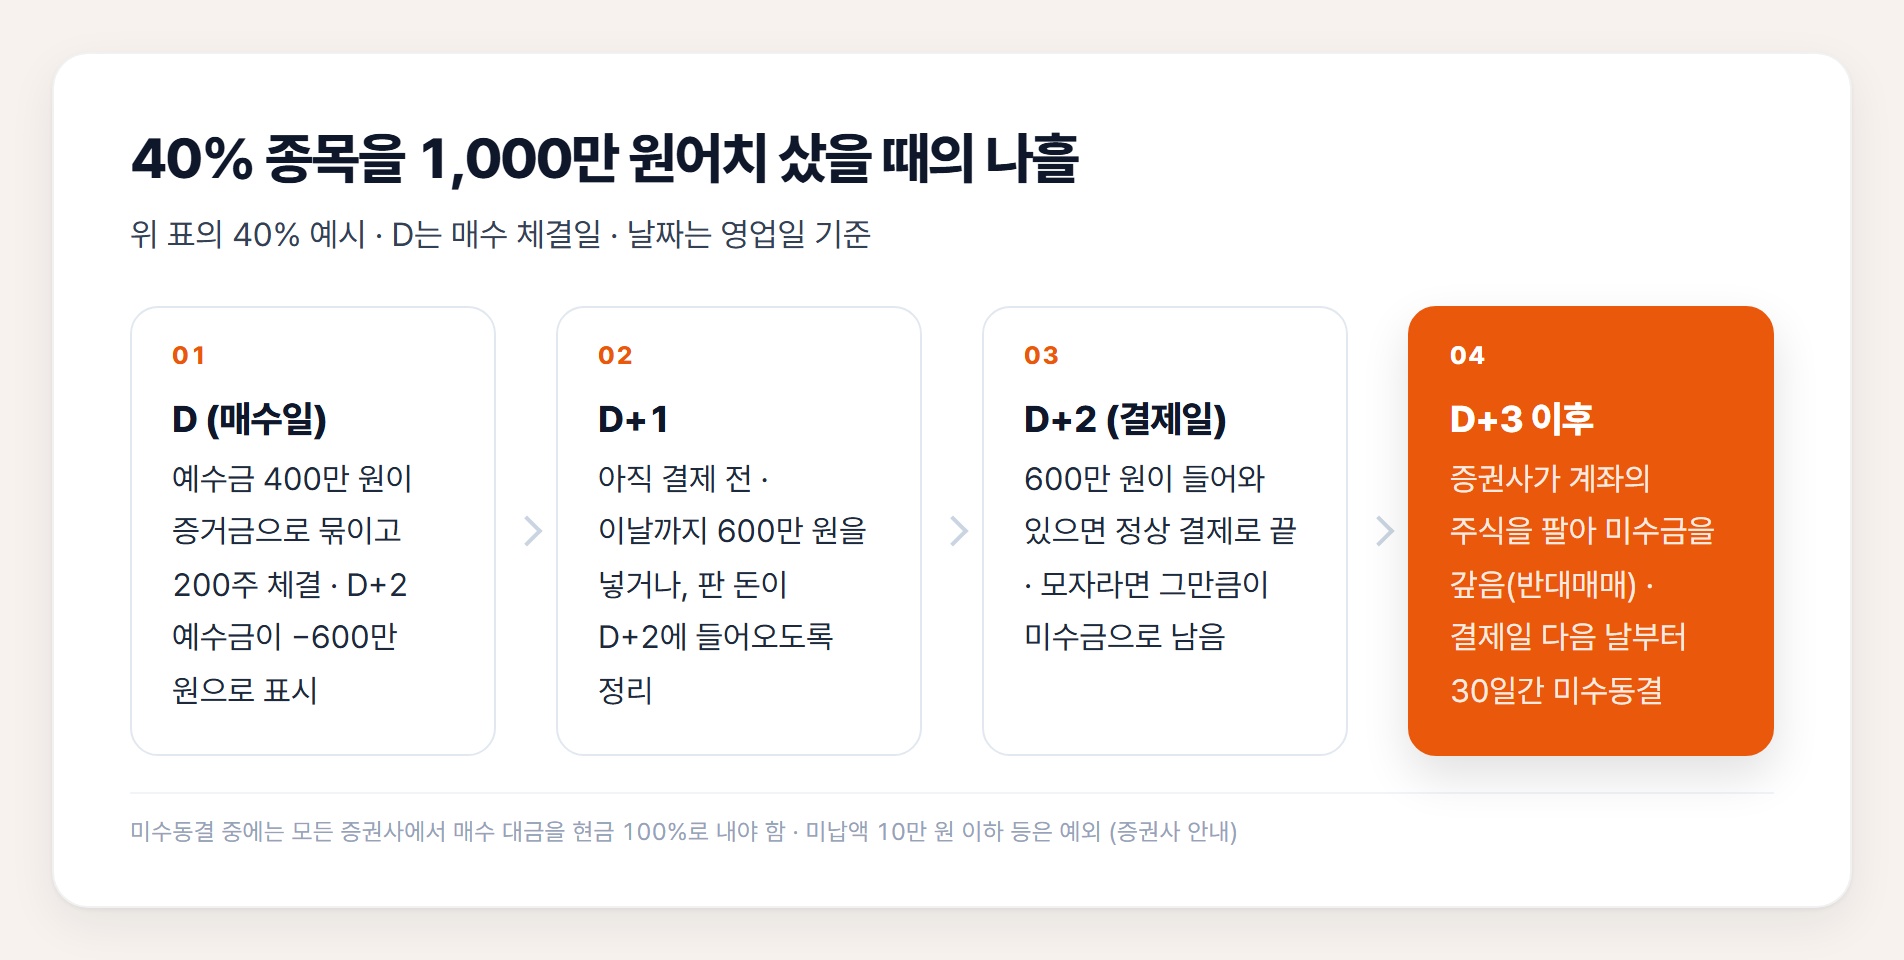 40% 종목을 1,000만 원어치 샀을 때의 나흘
위 표의 40% 예시 · D는 매수 체결일 · 날짜는 영업일 기준
01
D (매수일)
예수금 400만 원이
증거금으로 묶이고
200주 체결 · D+2
예수금이 −600만
원으로 표시
02
D+1
아직 결제 전 ·
이날까지 600만 원을
넣거나, 판 돈이
D+2에 들어오도록
정리
03
D+2 (결제일)
600만 원이 들어와
있으면 정상 결제로 끝
· 모자라면 그만큼이
미수금으로 남음
04
D+3 이후
증권사가 계좌의
주식을 팔아 미수금을
갚음(반대매매) ·
결제일 다음 날부터
30일간 미수동결
미수동결 중에는 모든 증권사에서 매수 대금을 현금 100%로 내야 함 · 미납액 10만 원 이하 등은 예외 (증권사 안내)